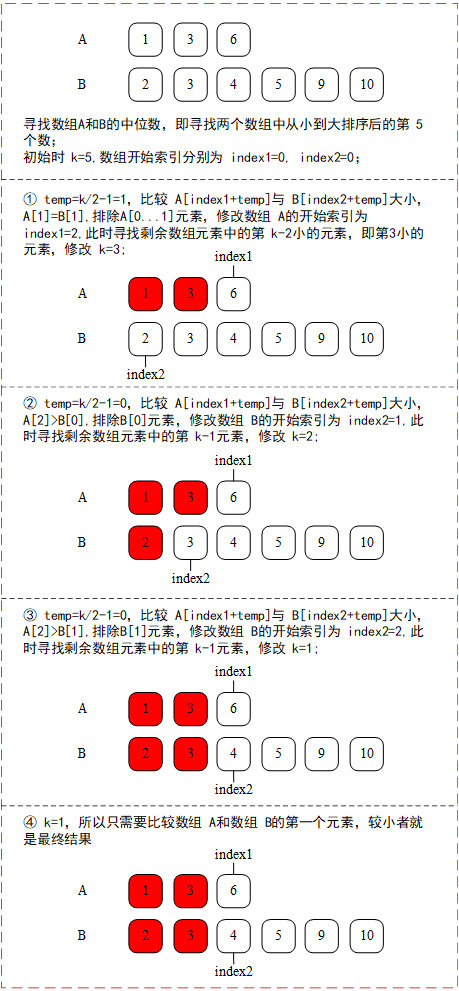 A 1 3 6
B 2 3 4 5 9 10
寻找数组A和B的中位数，即寻找两个数组中从小到大排序后的第 5
个数；
初始时 k=5,数组开始索引分别为 index1=0, index2=0；
① temp=k/2-1=1，比较 A[index1+temp]与 B[index2+temp]大小，
A[1]=B[1],排除A[0...1]元素，修改数组 A的开始索引为
index1=2,此时寻找剩余数组元素中的第 k-2小的元素，即第3小的
元素，修改 k=3;
index1
A 1 3 6
B 2 3 4 5 9 10
index2
② temp=k/2-1=0，比较 A[index1+temp]与 B[index2+temp]大小，
A[2]>B[0],排除B[0]元素，修改数组 B的开始索引为 index2=1,此
时寻找剩余数组元素中的第 k-1元素，修改 k=2;
index1
A 1 3 6
B 2 3 4 5 9 10
index2
③ temp=k/2-1=0，比较 A[index1+temp]与 B[index2+temp]大小，
A[2]>B[1],排除B[1]元素，修改数组 B的开始索引为 index2=2,此
时寻找剩余数组元素中的第 k-1元素，修改 k=1;
index1
A 1 3 6
B 2 3 4 5 9 10
index2
④ k=1，所以只需要比较数组 A和数组 B的第一个元素，较小者就
是最终结果
index1
A 1 3 6
B 2 3 4 5 9 10
index2